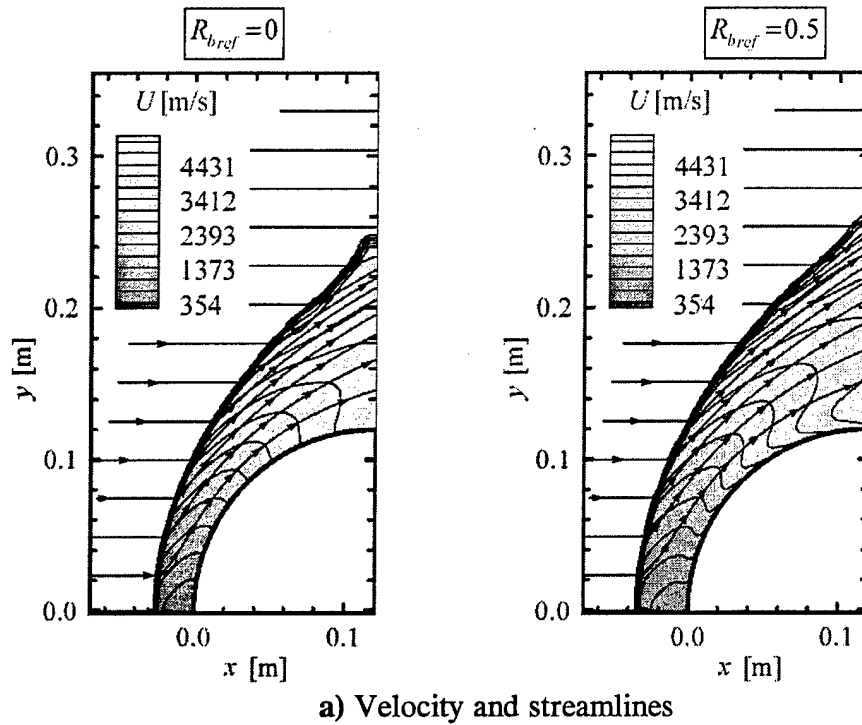 R_bref = 0
U [m/s]
4431
3412
2393
1373
354
y [m]
0.3
0.2
0.1
0.0
0.0 0.1
x [m]
R_bref = 0.5
U [m/s]
4431
3412
2393
1373
354
y [m]
0.3
0.2
0.1
0.0
0.0 0.1
x [m]
a) Velocity and streamlines